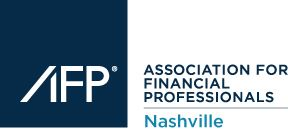 AFP®
ASSOCIATION FOR
FINANCIAL
PROFESSIONALS
Nashville